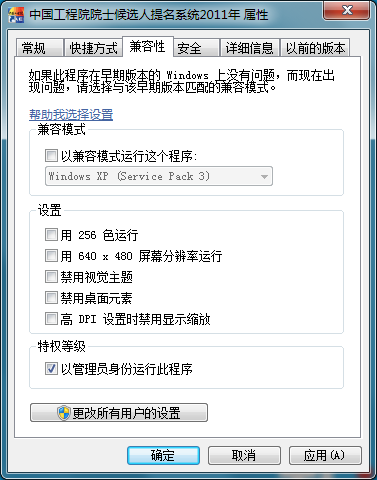 中国工程院院士候选人提名系统2011年 属性
常规 快捷方式 兼容性 安全 详细信息 以前的版本
如果此程序在早期版本的 Windows 上没有问题，而现在出
现问题，请选择与该早期版本匹配的兼容模式。
帮助我选择设置
兼容模式
以兼容模式运行这个程序:
Windows XP (Service Pack 3)
设置
用 256 色运行
用 640 x 480 屏幕分辨率运行
禁用视觉主题
禁用桌面元素
高 DPI 设置时禁用显示缩放
特权等级
以管理员身份运行此程序
更改所有用户的设置
确定 取消 应用(A)